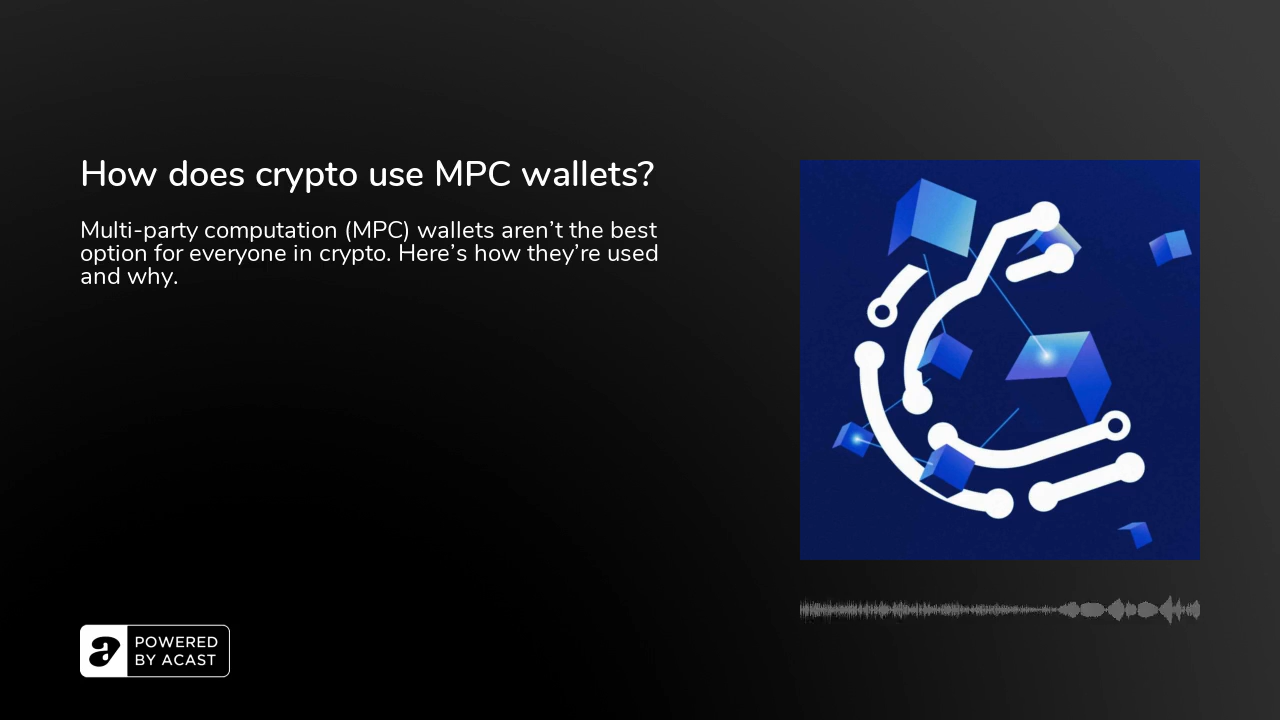 How does crypto use MPC wallets?
Multi-party computation (MPC) wallets aren’t the best
option for everyone in crypto. Here’s how they’re used
and why.
a POWERED
BY ACAST